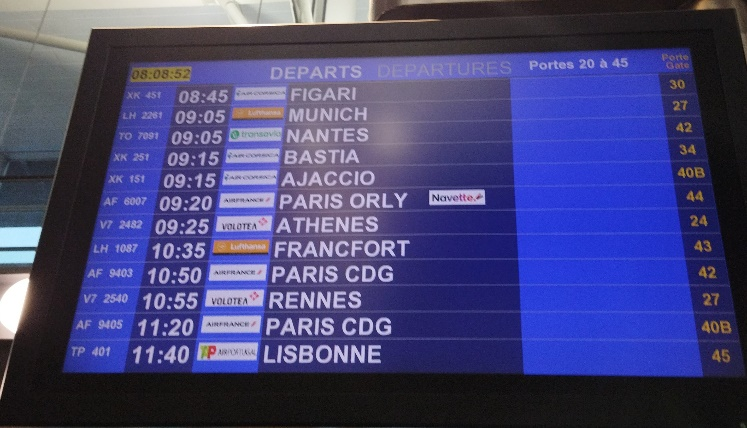 08:08:52 DEPARTS DEPARTURES Portes 20 à 45 Porte Gate
XK 451 08:45 AIR CORSICA FIGARI 30
LH 2261 09:05 Lufthansa MUNICH 27
TO 7091 09:05 transavia NANTES 42
XK 251 09:15 AIR CORSICA BASTIA 34
XK 151 09:15 AIR CORSICA AJACCIO 40B
AF 6007 09:20 AIRFRANCE PARIS ORLY Navette 44
V7 2482 09:25 VOLOTEA ATHENES 24
LH 1087 10:35 Lufthansa FRANCFORT 43
AF 9403 10:50 AIRFRANCE PARIS CDG 42
V7 2540 10:55 VOLOTEA RENNES 27
AF 9405 11:20 AIRFRANCE PARIS CDG 40B
TP 401 11:40 TP AIR PORTUGAL LISBONNE 45